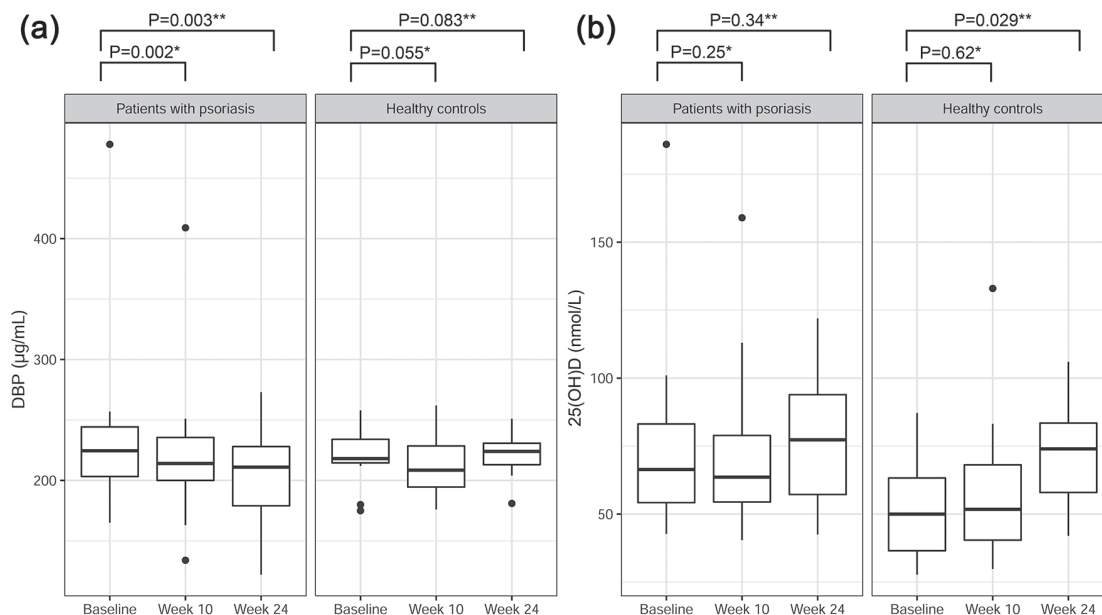 (a)
P=0.003**
P=0.002*
P=0.083**
P=0.055*
Patients with psoriasis
Healthy controls
DBP (µg/mL)
400
300
200
Baseline Week 10 Week 24
Baseline Week 10 Week 24
(b)
P=0.34**
P=0.25*
P=0.029**
P=0.62*
Patients with psoriasis
Healthy controls
25(OH)D (nmol/L)
150
100
50
Baseline Week 10 Week 24
Baseline Week 10 Week 24